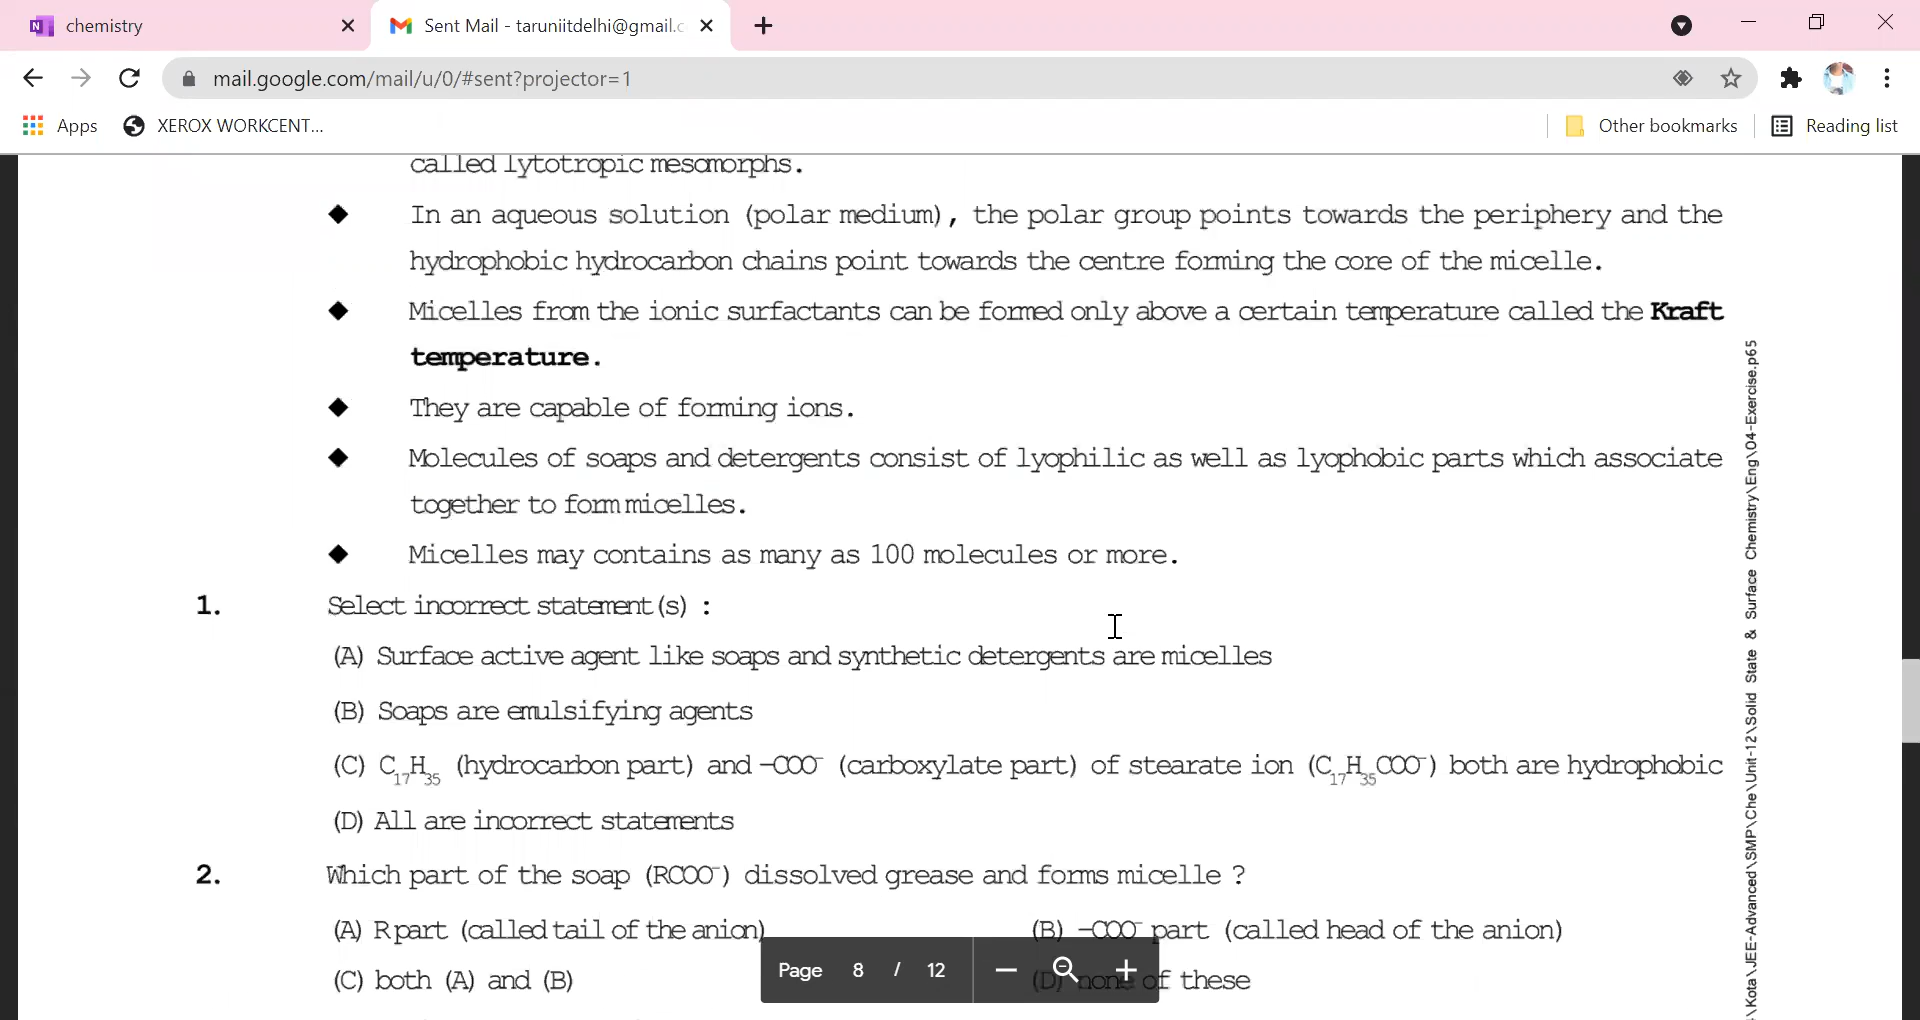 chemistry
Sent Mail - taruniitdelhi@gmail.c
mail.google.com/mail/u/0/#sent?projector=1
Apps
XEROX WORKCENT...
Other bookmarks
Reading list
called lytotropic mesomorphs.
◆ In an aqueous solution (polar medium), the polar group points towards the periphery and the
hydrophobic hydrocarbon chains point towards the centre forming the core of the micelle.
◆ Micelles from the ionic surfactants can be formed only above a certain temperature called the Kraft
temperature.
◆ They are capable of forming ions.
◆ Molecules of soaps and detergents consist of lyophilic as well as lyophobic parts which associate
together to form micelles.
◆ Micelles may contains as many as 100 molecules or more.
1. Select incorrect statement(s) :
(A) Surface active agent like soaps and synthetic detergents are micelles
(B) Soaps are emulsifying agents
(C) C₁₇H₃₅ (hydrocarbon part) and –COO⁻ (carboxylate part) of stearate ion (C₁₇H₃₅COO⁻) both are hydrophobic
(D) All are incorrect statements
2. Which part of the soap (RCOO⁻) dissolved grease and forms micelle ?
(A) R part (called tail of the anion)
(B) –COO⁻ part (called head of the anion)
(C) both (A) and (B)
(D) none of these
Page 8 / 12
\Kota\JEE-Advanced\SMP\Che\Unit-12\Solid State & Surface Chemistry\Eng\04-Exercise.p65